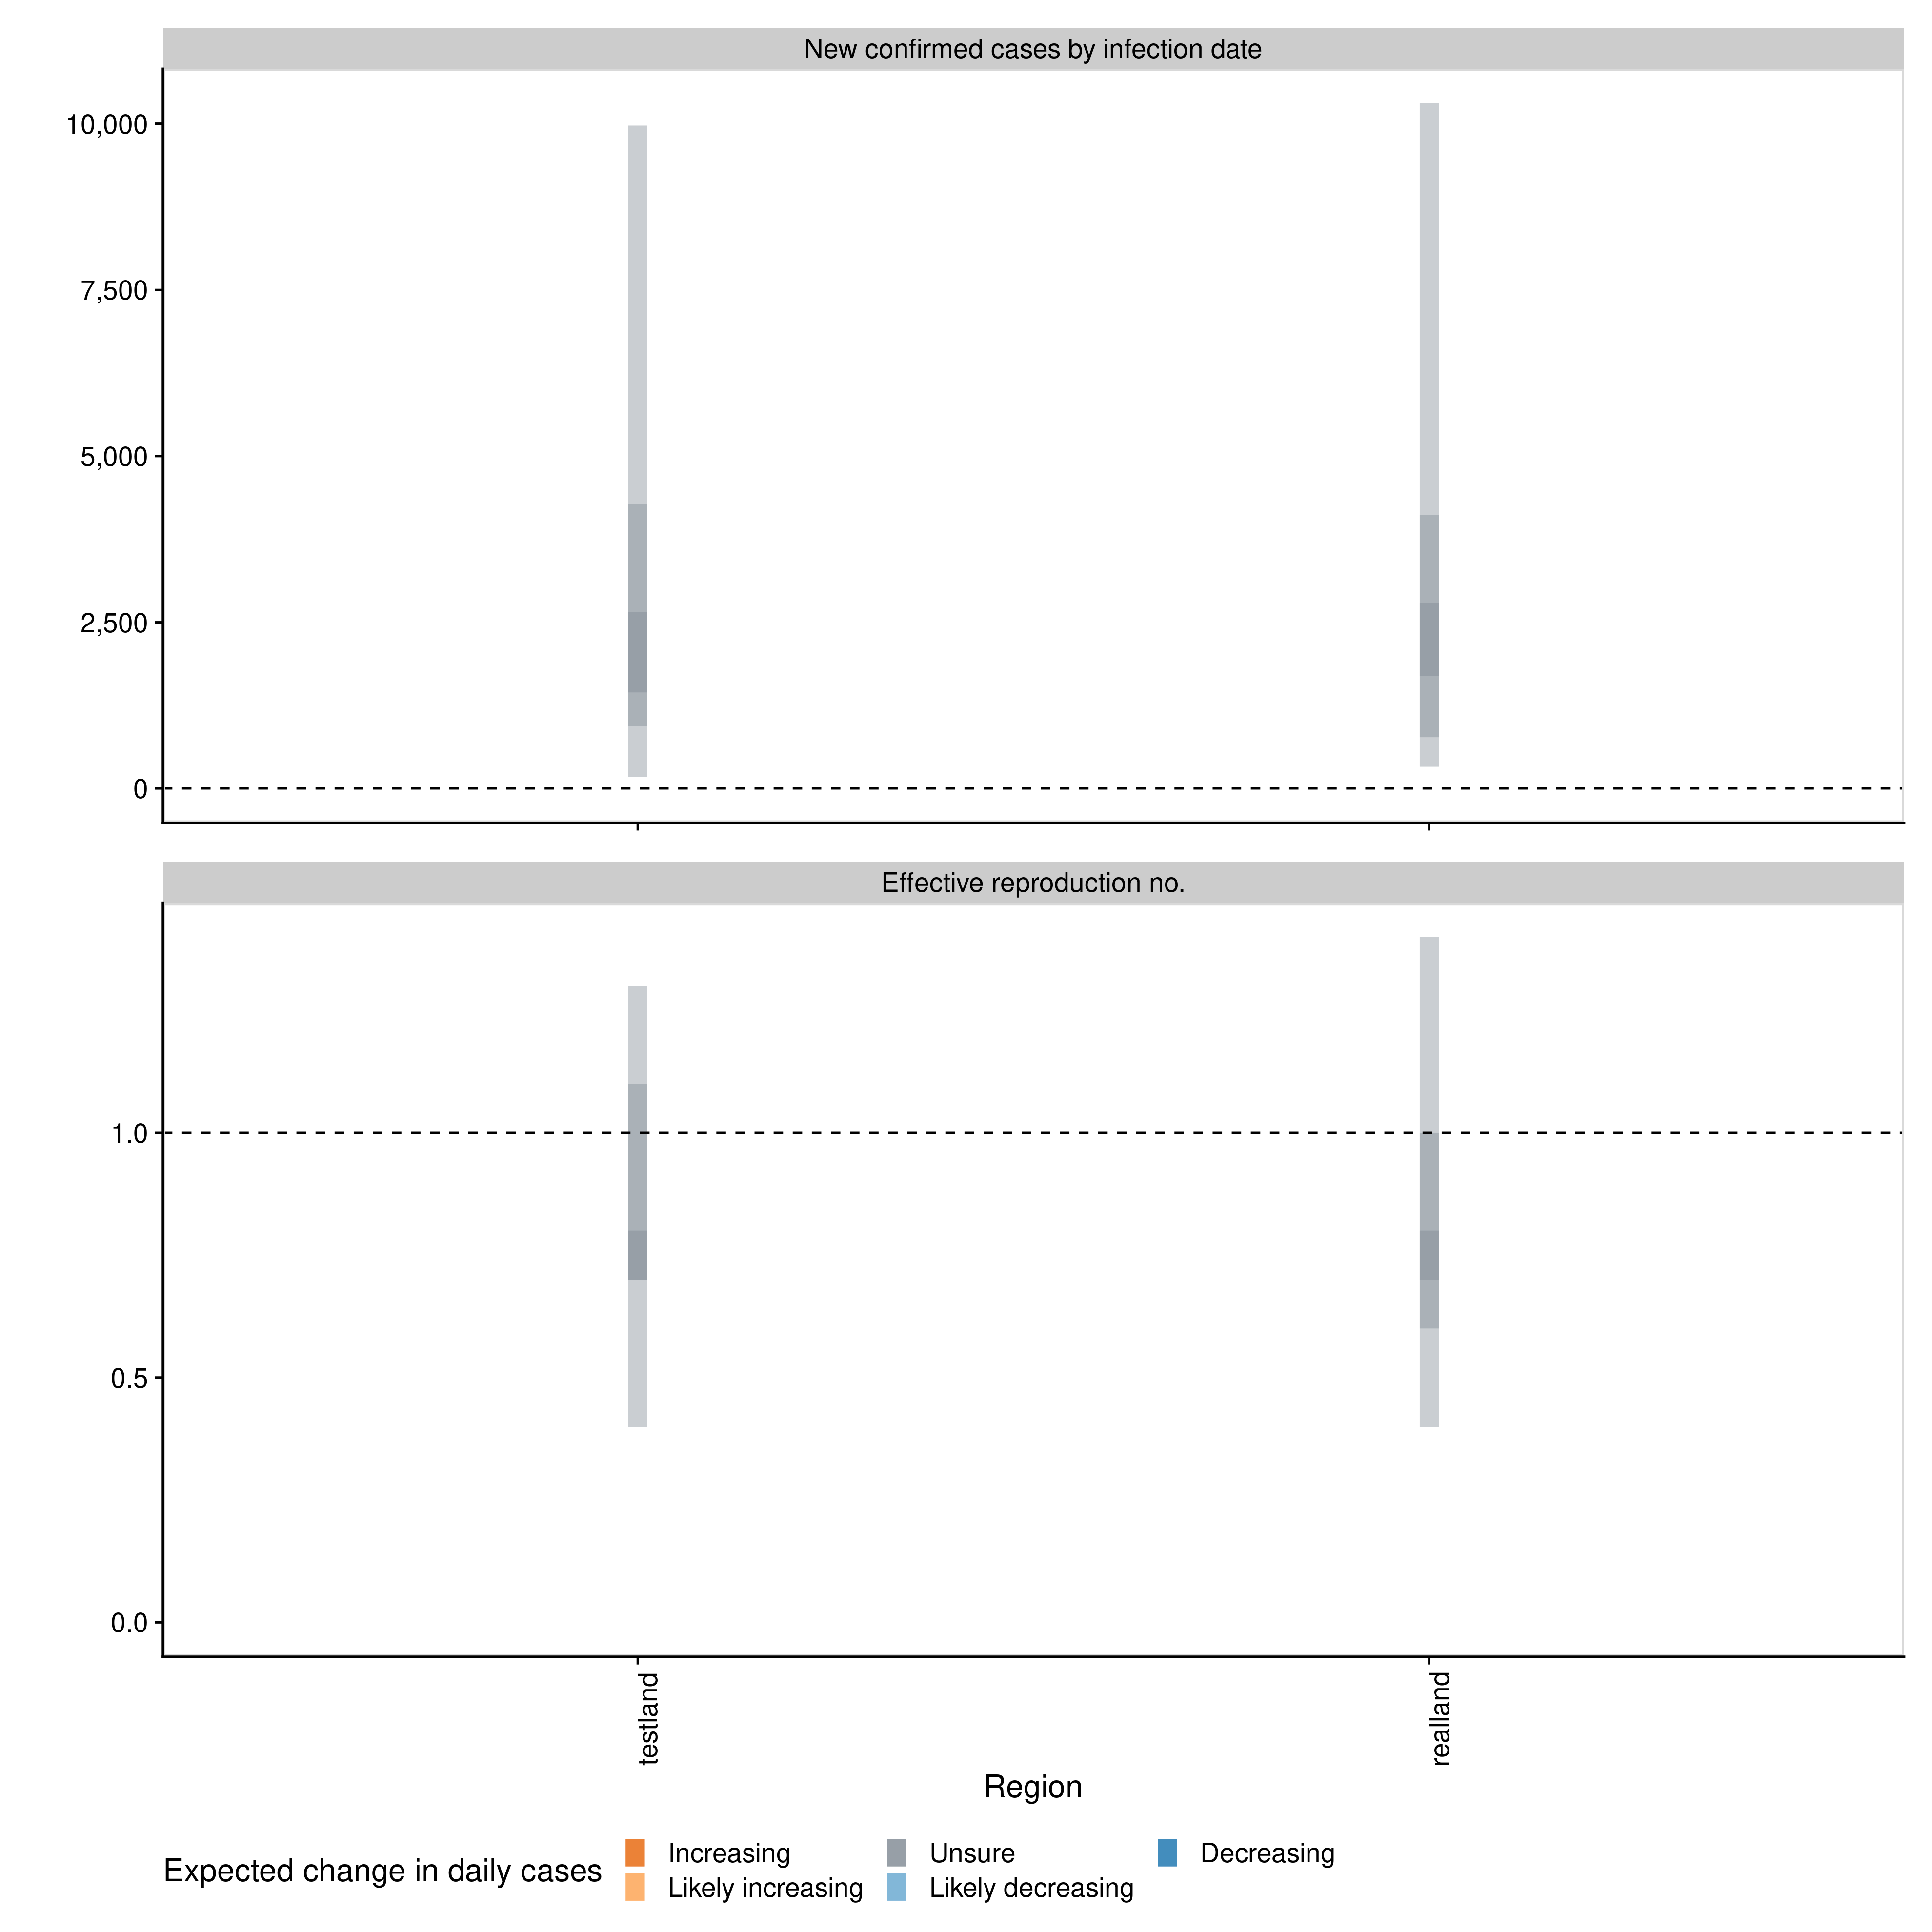 New confirmed cases by infection date
10,000
7,500
5,000
2,500
0
Effective reproduction no.
1.0
0.5
0.0
testland
realland
Region
Expected change in daily cases
Increasing
Likely increasing
Unsure
Likely decreasing
Decreasing